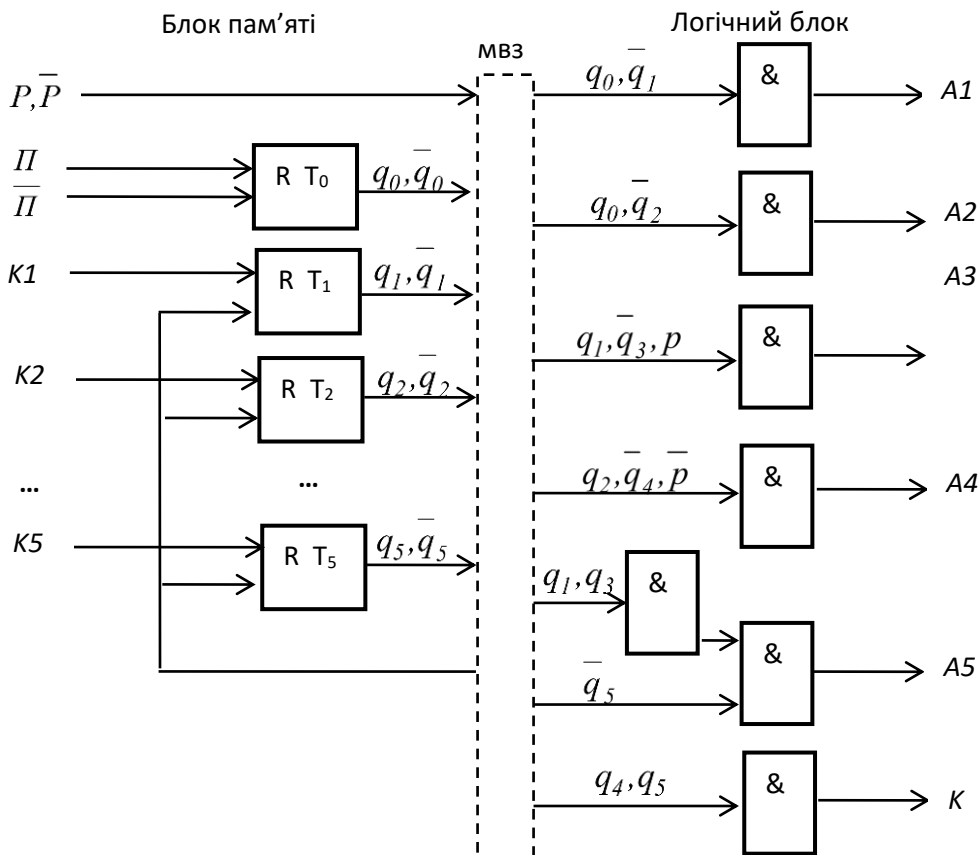 Блок пам’яті
Логічний блок
мвз
P, P̅
П
П̅
K1
K2
...
K5
R T₀
R T₁
R T₂
...
R T₅
q₀, q̅₀
q₁, q̅₁
q₂, q̅₂
q₅, q̅₅
q₀, q̅₁
&
A1
q₀, q̅₂
&
A2
A3
q₁, q̅₃, p
&
q₂, q̅₄, p̅
&
A4
q₁, q₃
&
q̅₅
&
A5
q₄, q₅
&
K